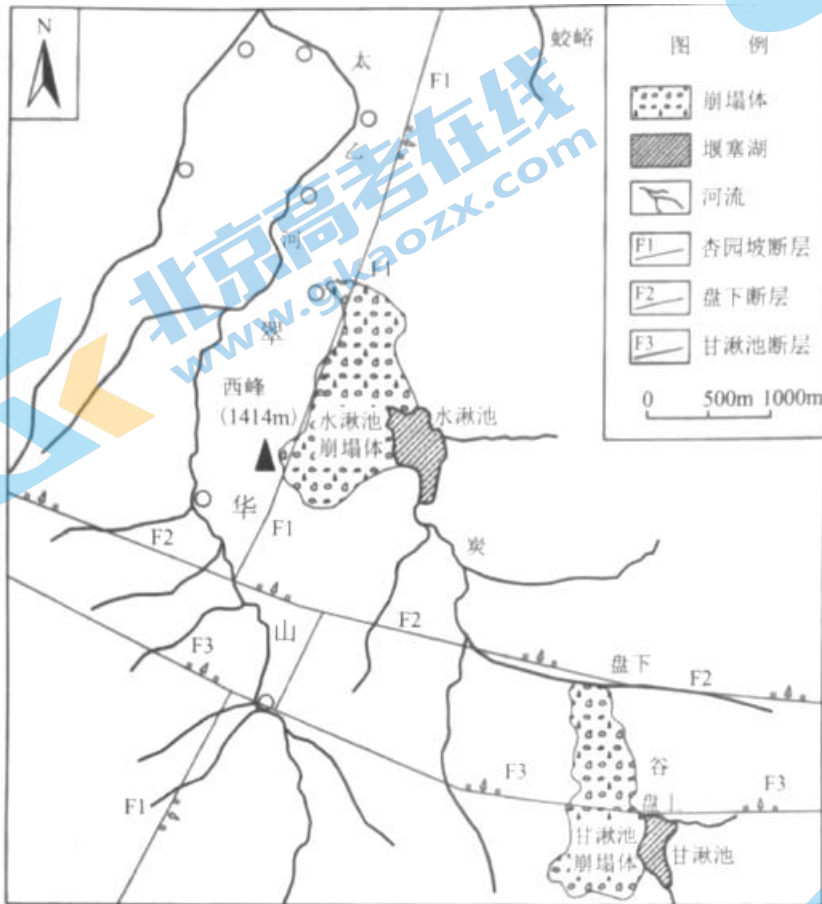 N
蛟峪
太
乙
河
F1
F1
翠
西峰
(1414m)
水湫池
崩塌体
水湫池
华
F1
F2
炭
山
F2
盘下
F2
F3
F3
谷
盘上
F3
F1
甘湫池
崩塌体
甘湫池
图 例
崩塌体
堰塞湖
河流
F1 杏园坡断层
F2 盘下断层
F3 甘湫池断层
0 500m 1000m
北京高考在线
www.gkaozx.com